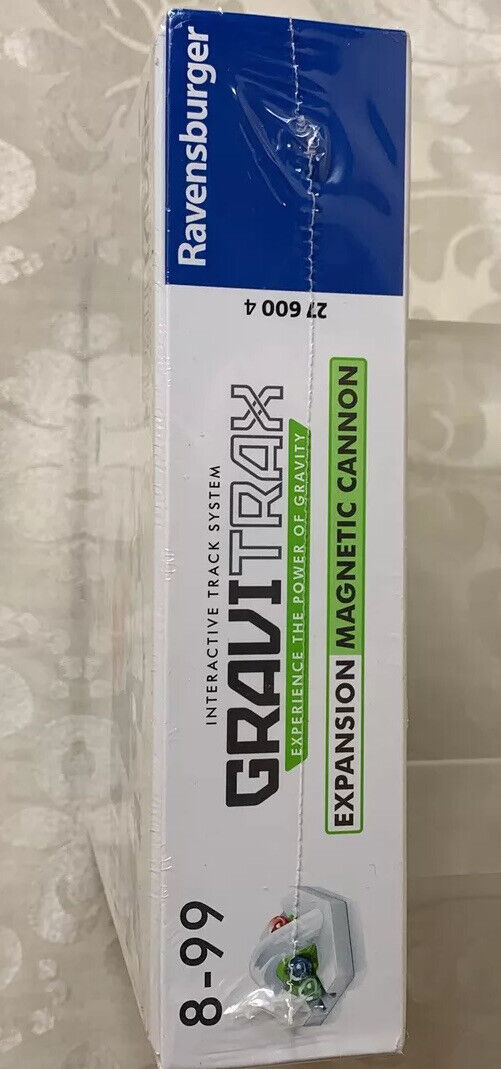 Ravensburger
27 600 4
INTERACTIVE TRACK SYSTEM
GRAVITRAX
EXPERIENCE THE POWER OF GRAVITY
EXPANSION MAGNETIC CANNON
8-99